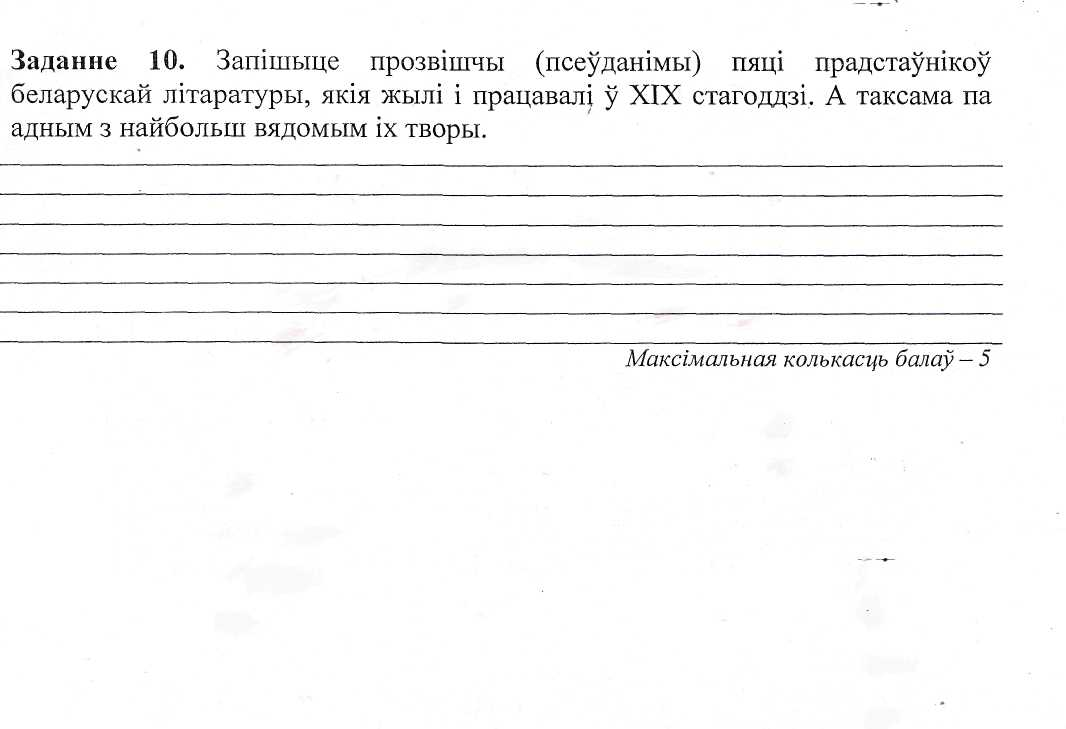 Заданне 10. Запішыце прозвішчы (псеўданімы) пяці прадстаўнікоў
беларускай літаратуры, якія жылі і працавалі ў XIX стагоддзі. А таксама па
адным з найбольш вядомым іх творы.
Максімальная колькасць балаў – 5